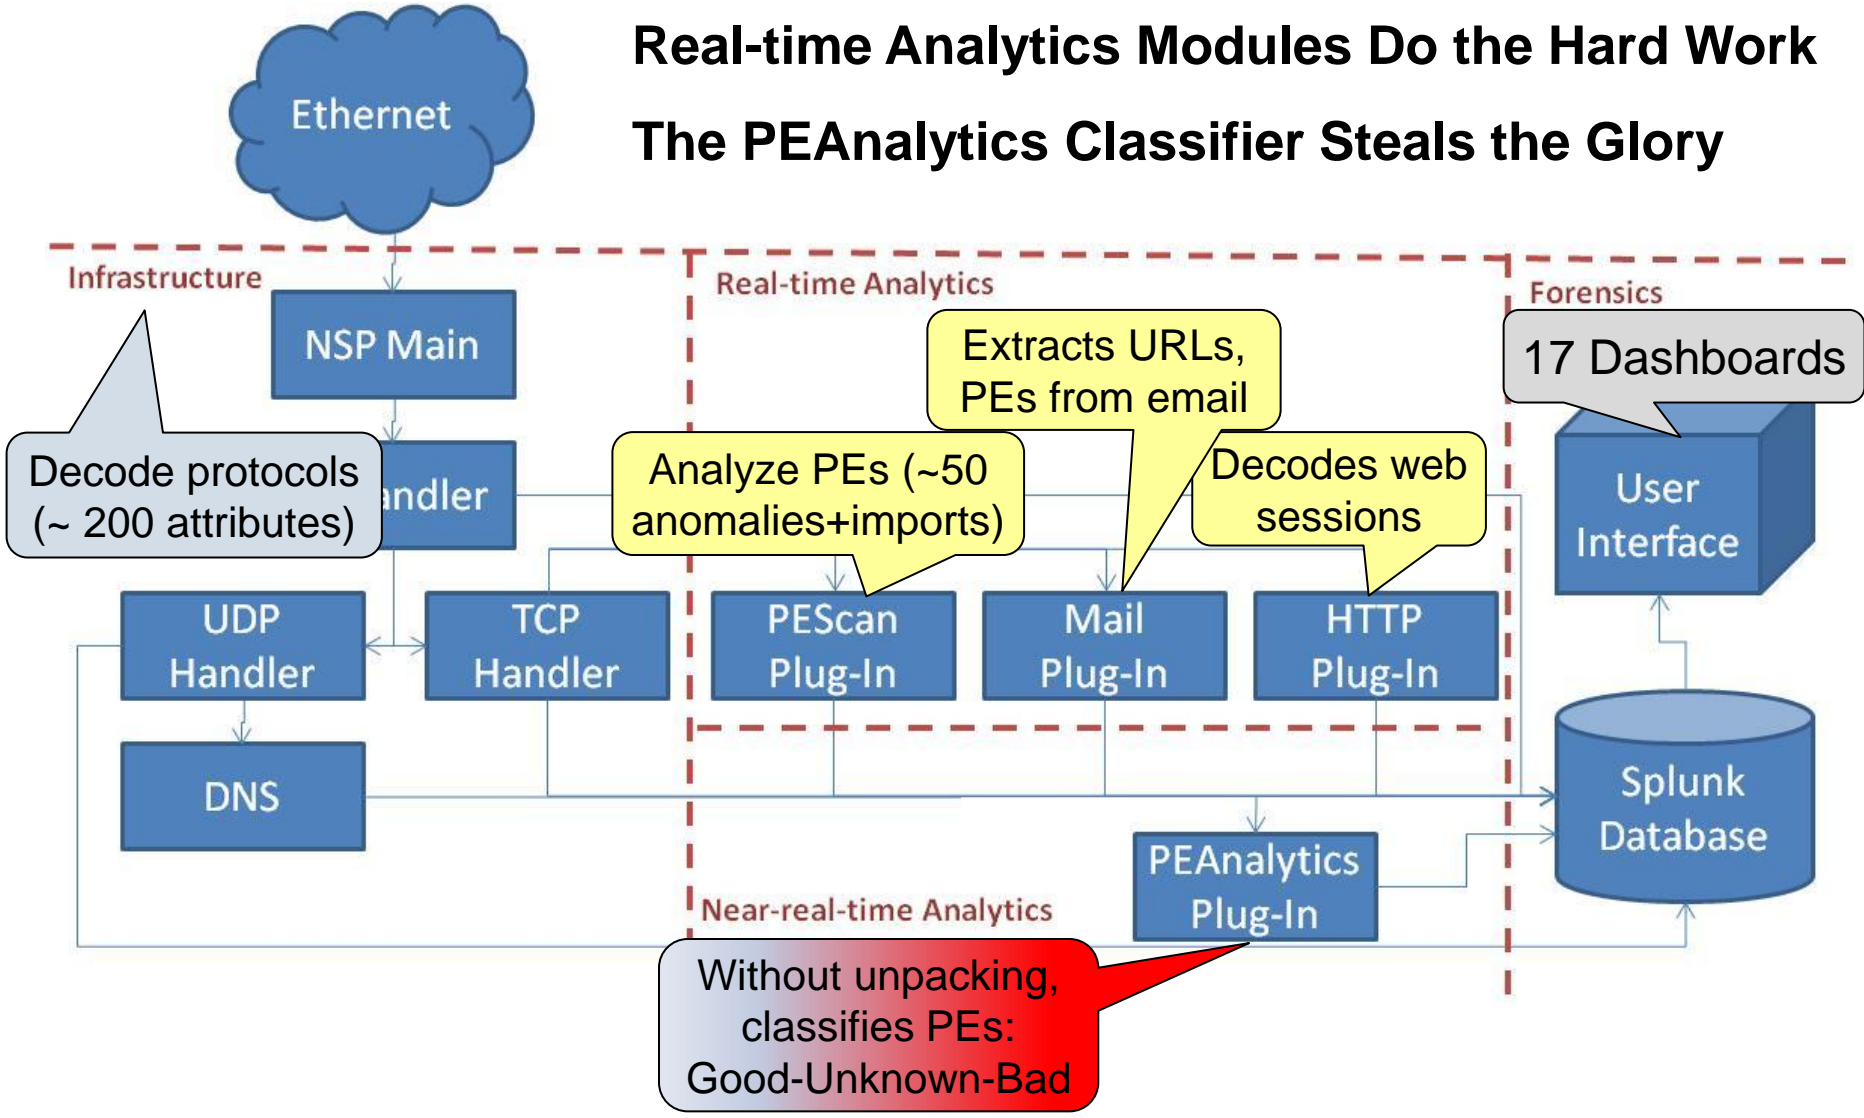 Real-time Analytics Modules Do the Hard Work
The PEAnalytics Classifier Steals the Glory
Ethernet
Infrastructure
Real-time Analytics
Forensics
NSP Main
Extracts URLs,
PEs from email
17 Dashboards
Decode protocols
(~ 200 attributes)
andler
Analyze PEs (~50
anomalies+imports)
Decodes web
sessions
User
Interface
UDP
Handler
TCP
Handler
PEScan
Plug-In
Mail
Plug-In
HTTP
Plug-In
DNS
Splunk
Database
PEAnalytics
Plug-In
Near-real-time Analytics
Without unpacking,
classifies PEs:
Good-Unknown-Bad